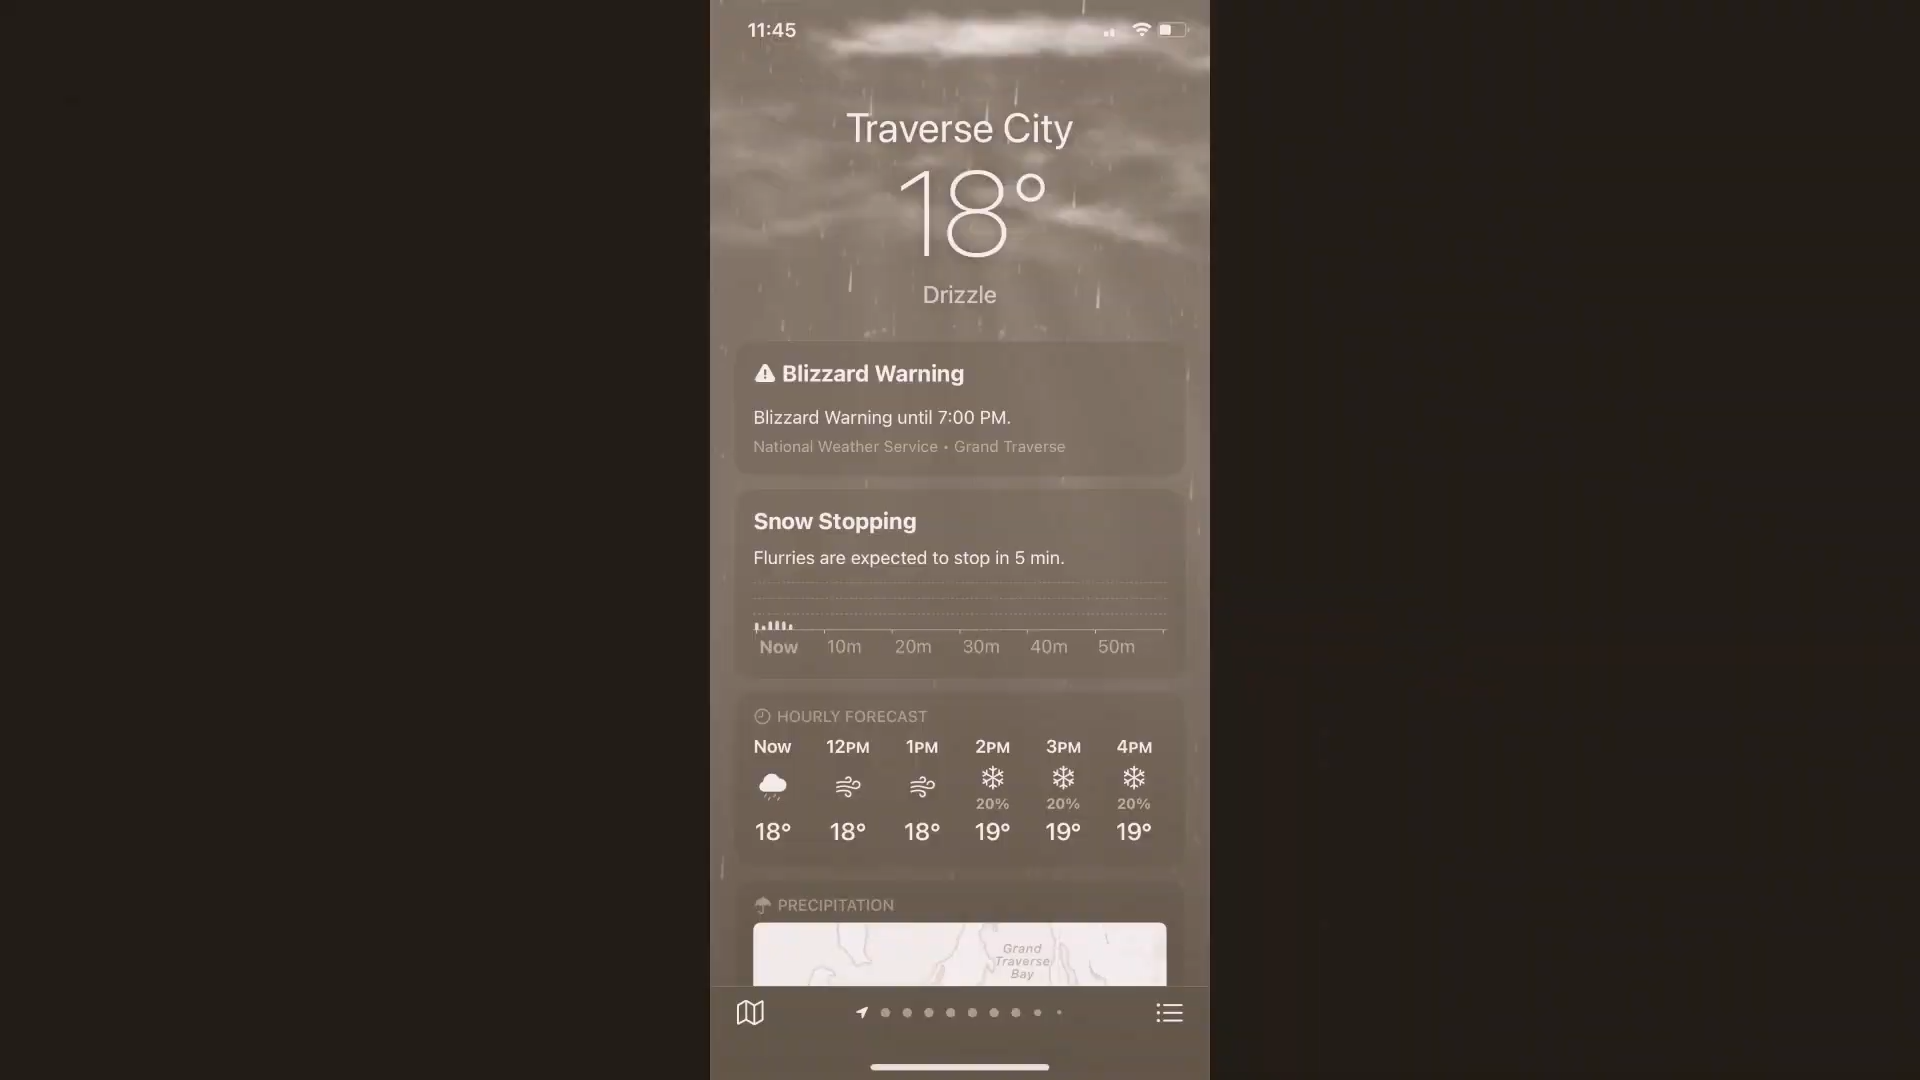 11:45
Traverse City
18°
Drizzle
Blizzard Warning
Blizzard Warning until 7:00 PM.
National Weather Service • Grand Traverse
Snow Stopping
Flurries are expected to stop in 5 min.
Now 10m 20m 30m 40m 50m
HOURLY FORECAST
Now 12PM 1PM 2PM 3PM 4PM
20% 20% 20%
18° 18° 18° 19° 19° 19°
PRECIPITATION
Grand
Traverse
Bay